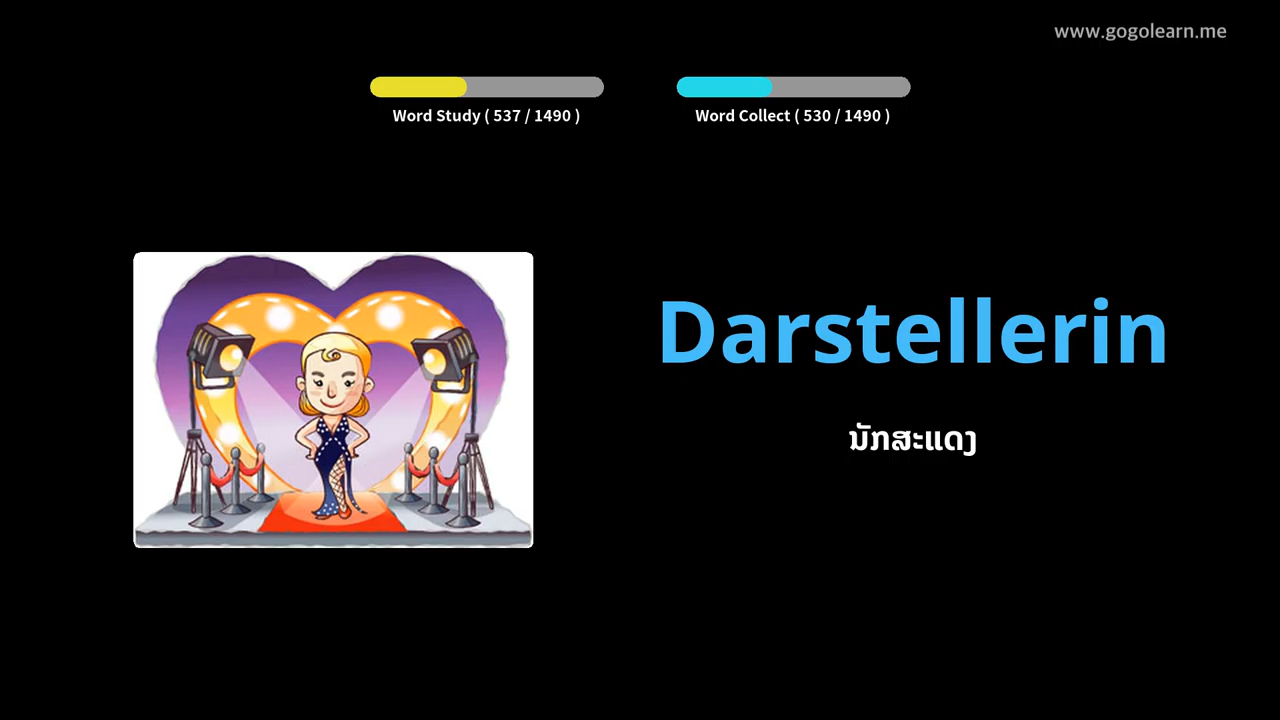 www.gogolearn.me
Word Study ( 537 / 1490 )
Word Collect ( 530 / 1490 )
Darstellerin
ນັກສະແດງ